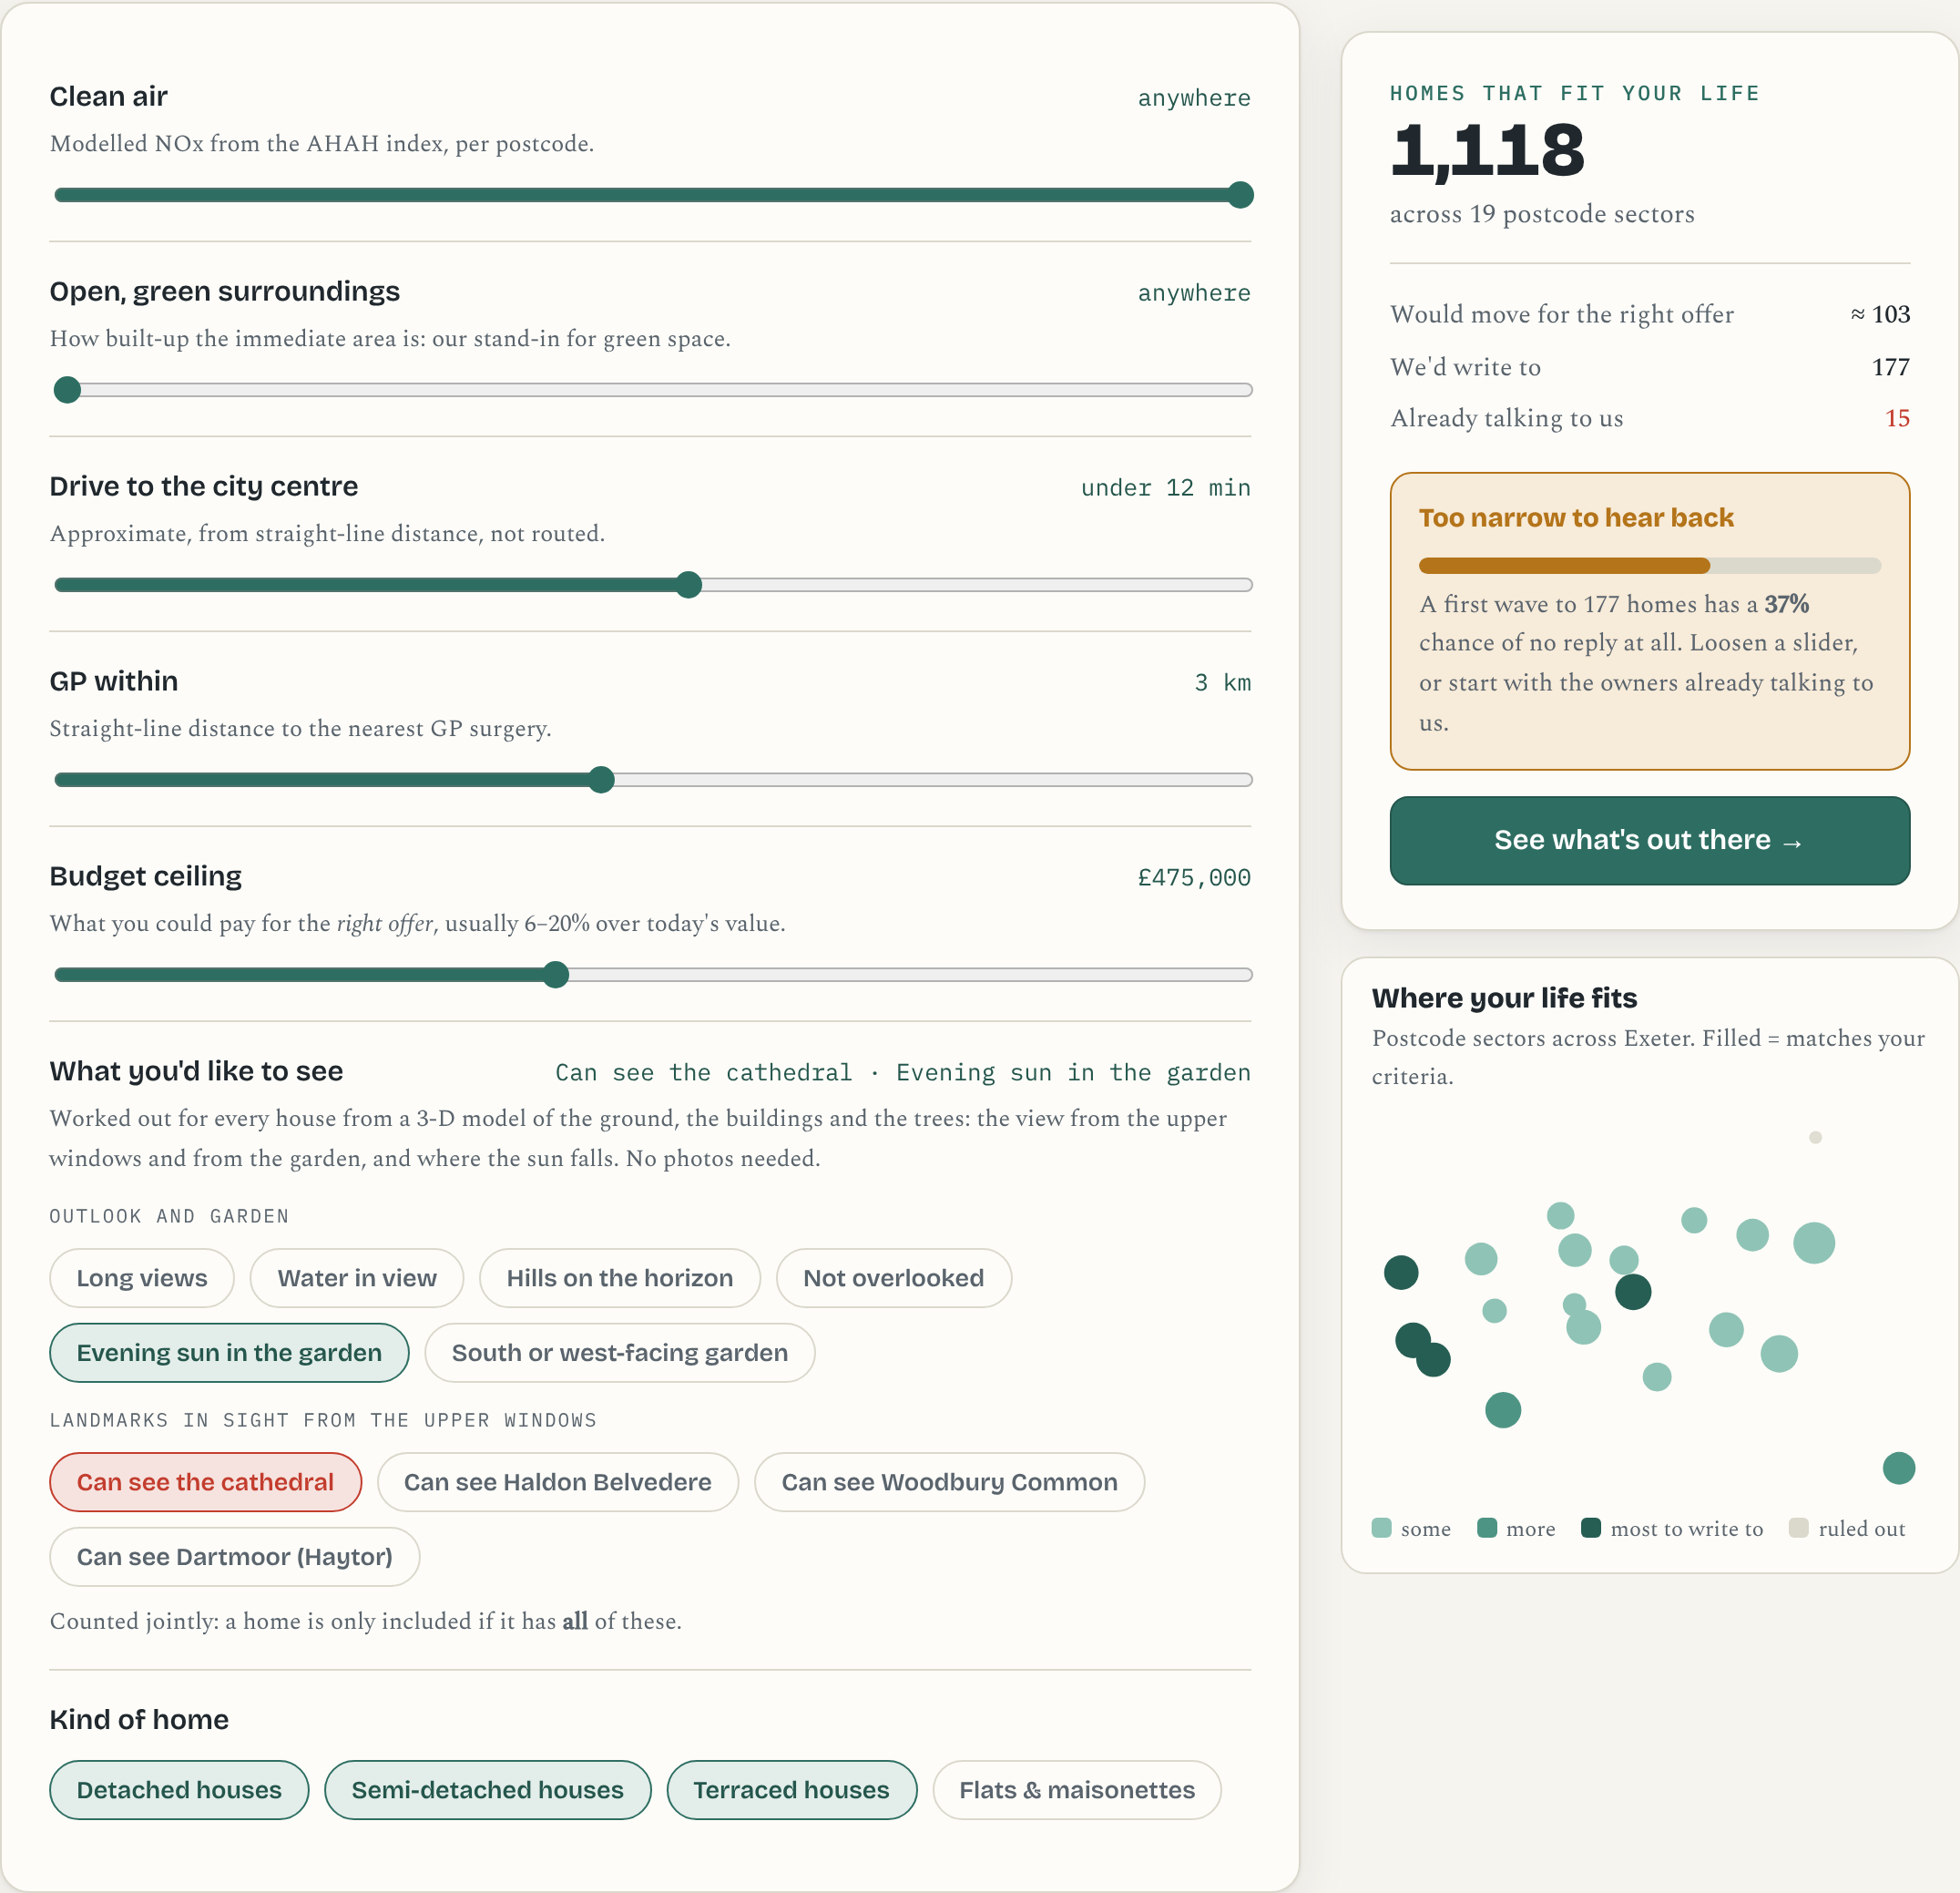 Clean air
anywhere
Modelled NOx from the AHAH index, per postcode.
Open, green surroundings
anywhere
How built-up the immediate area is: our stand-in for green space.
Drive to the city centre
under 12 min
Approximate, from straight-line distance, not routed.
GP within
3 km
Straight-line distance to the nearest GP surgery.
Budget ceiling
£475,000
What you could pay for the right offer, usually 6–20% over today's value.
What you'd like to see
Can see the cathedral · Evening sun in the garden
Worked out for every house from a 3-D model of the ground, the buildings and the trees: the view from the upper
windows and from the garden, and where the sun falls. No photos needed.
OUTLOOK AND GARDEN
Long views
Water in view
Hills on the horizon
Not overlooked
Evening sun in the garden
South or west-facing garden
LANDMARKS IN SIGHT FROM THE UPPER WINDOWS
Can see the cathedral
Can see Haldon Belvedere
Can see Woodbury Common
Can see Dartmoor (Haytor)
Counted jointly: a home is only included if it has all of these.
Kind of home
Detached houses
Semi-detached houses
Terraced houses
Flats & maisonettes
HOMES THAT FIT YOUR LIFE
1,118
across 19 postcode sectors
Would move for the right offer
≈ 103
We'd write to
177
Already talking to us
15
Too narrow to hear back
A first wave to 177 homes has a 37%
chance of no reply at all. Loosen a slider,
or start with the owners already talking to
us.
See what's out there →
Where your life fits
Postcode sectors across Exeter. Filled = matches your
criteria.
some
more
most to write to
ruled out